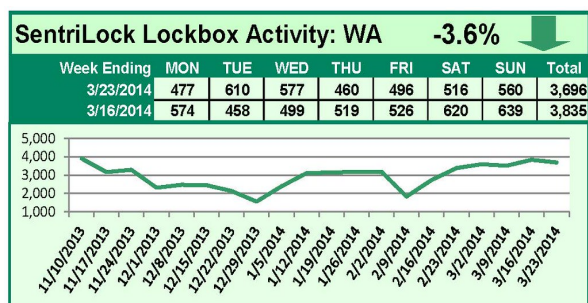 SentriLock Lockbox Activity: WA -3.6%
Week Ending MON TUE WED THU FRI SAT SUN Total
3/23/2014 477 610 577 460 496 516 560 3,696
3/16/2014 574 458 499 519 526 620 639 3,835
5,000
4,000
3,000
2,000
1,000
11/10/2013 11/17/2013 11/24/2013 12/1/2013 12/8/2013 12/15/2013 12/22/2013 12/29/2013 1/5/2014 1/12/2014 1/19/2014 1/26/2014 2/2/2014 2/9/2014 2/16/2014 2/23/2014 3/2/2014 3/9/2014 3/16/2014 3/23/2014